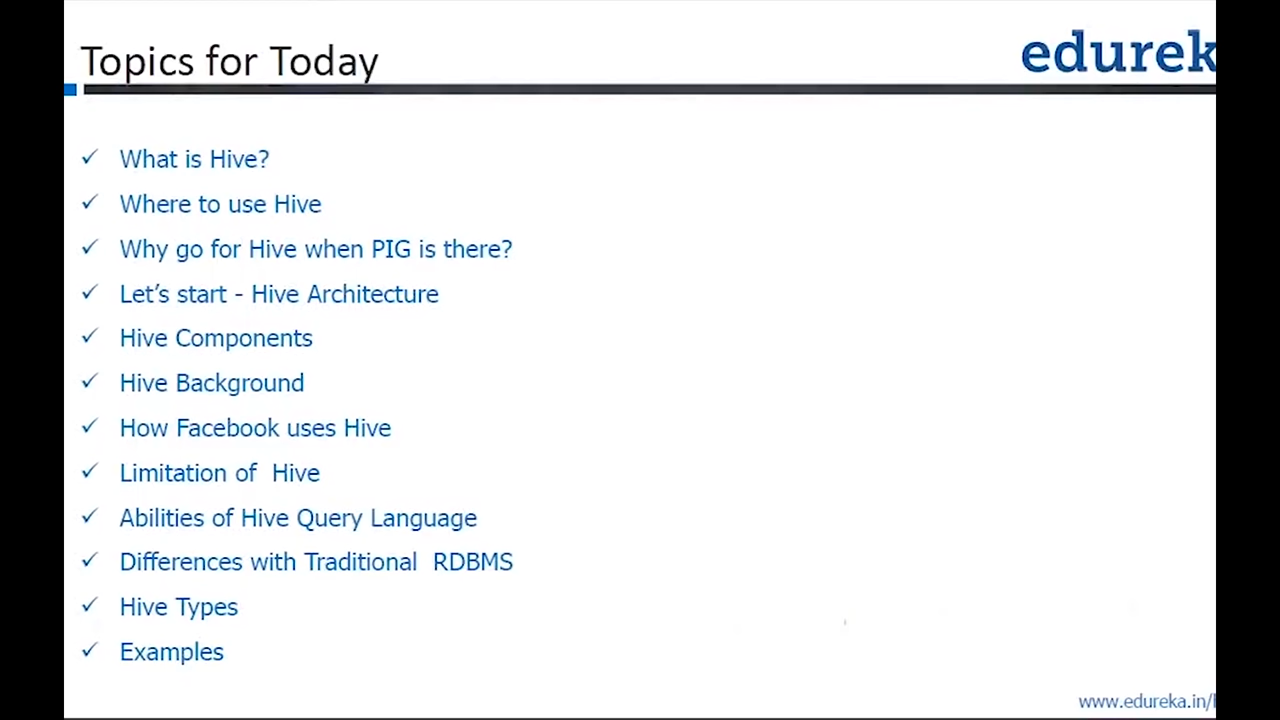 Topics for Today
edurek
What is Hive?
Where to use Hive
Why go for Hive when PIG is there?
Let's start - Hive Architecture
Hive Components
Hive Background
How Facebook uses Hive
Limitation of  Hive
Abilities of Hive Query Language
Differences with Traditional  RDBMS
Hive Types
Examples
www.edureka.in/